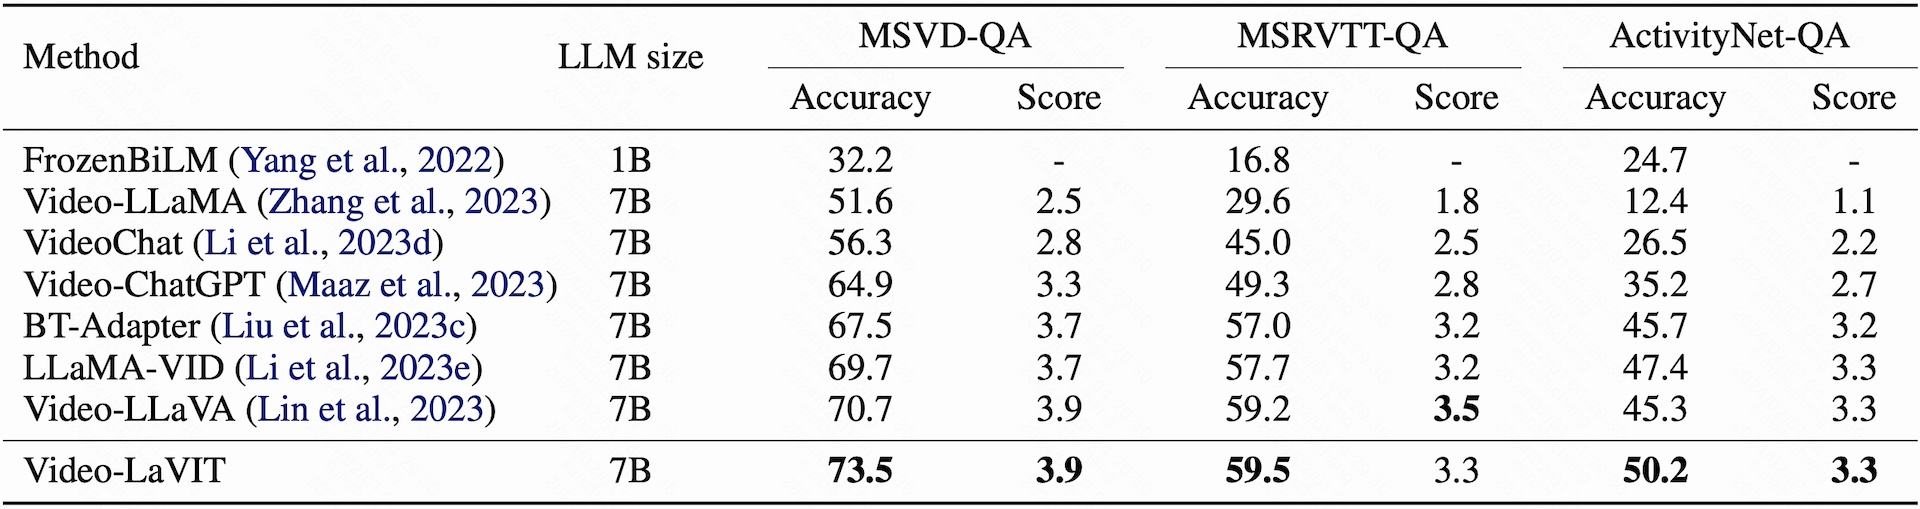 Method LLM size MSVD-QA MSRVTT-QA ActivityNet-QA
Accuracy Score Accuracy Score Accuracy Score
FrozenBiLM (Yang et al., 2022) 1B 32.2 - 16.8 - 24.7 -
Video-LLaMA (Zhang et al., 2023) 7B 51.6 2.5 29.6 1.8 12.4 1.1
VideoChat (Li et al., 2023d) 7B 56.3 2.8 45.0 2.5 26.5 2.2
Video-ChatGPT (Maaz et al., 2023) 7B 64.9 3.3 49.3 2.8 35.2 2.7
BT-Adapter (Liu et al., 2023c) 7B 67.5 3.7 57.0 3.2 45.7 3.2
LLaMA-VID (Li et al., 2023e) 7B 69.7 3.7 57.7 3.2 47.4 3.3
Video-LLaVA (Lin et al., 2023) 7B 70.7 3.9 59.2 3.5 45.3 3.3
Video-LaVIT 7B 73.5 3.9 59.5 3.3 50.2 3.3